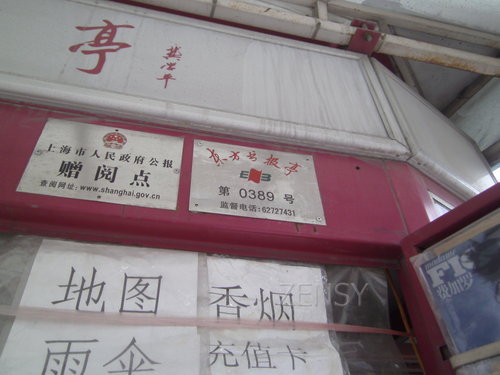 亭
上海市人民政府公报
赠阅点
查阅网址:www.shanghai.gov.cn
东方书报亭
第 0389 号
监督电话:62727431
地图
香烟
雨伞
充值卡
ZENSY